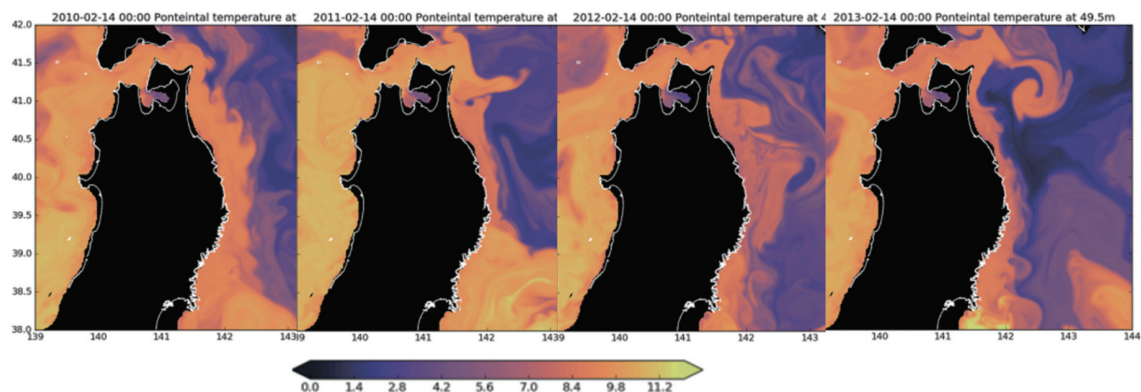 2010-02-14 00:00 Ponteintal temperature at
2011-02-14 00:00 Ponteintal temperature at
2012-02-14 00:00 Ponteintal temperature at 4
2013-02-14 00:00 Ponteintal temperature at 49.5m
42.0
41.5
41.0
40.5
40.0
39.5
39.0
38.5
38.0
139 140 141 142 143
139 140 141 142 143
139 140 141 142 143
139 140 141 142 143 144
0.0 1.4 2.8 4.2 5.6 7.0 8.4 9.8 11.2